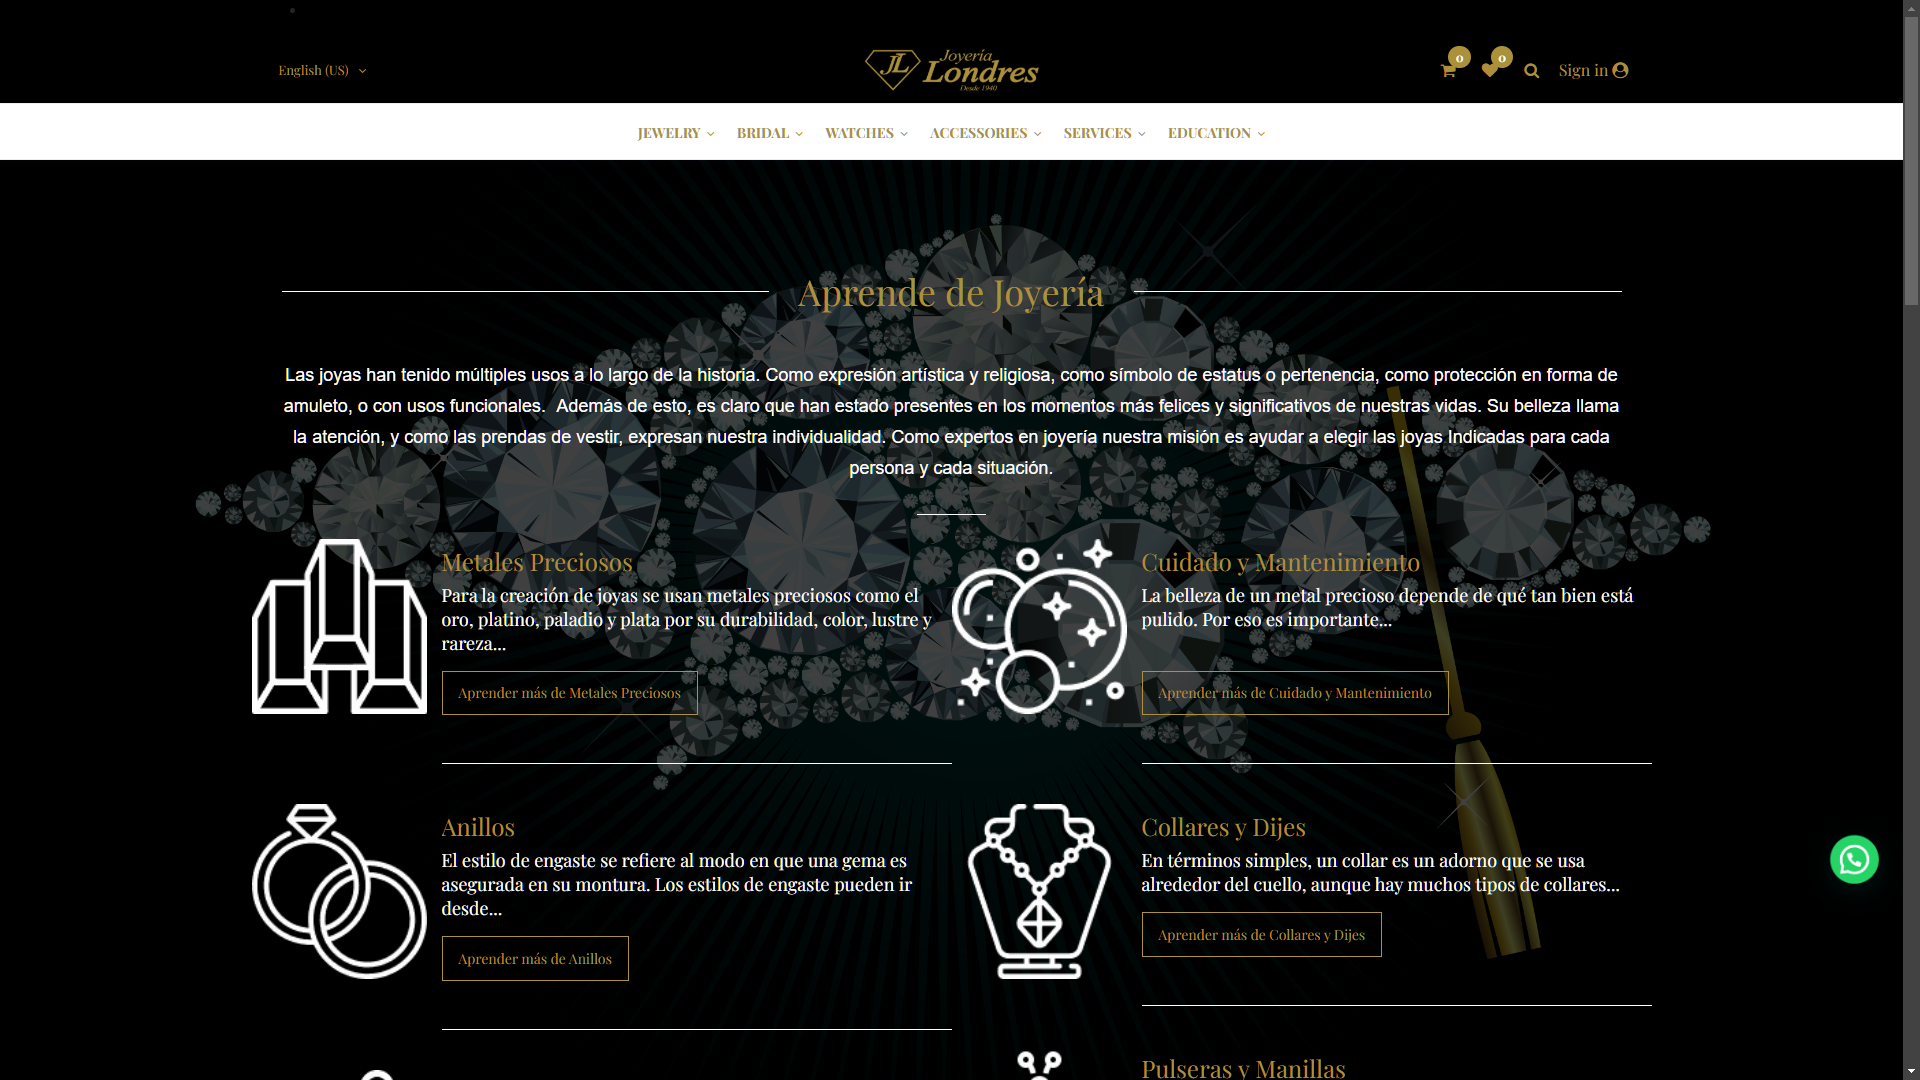 English (US)
JL Joyería Londres
Desde 1940
0
0
Sign in
JEWELRY BRIDAL WATCHES ACCESSORIES SERVICES EDUCATION
Aprende de Joyería
Las joyas han tenido múltiples usos a lo largo de la historia. Como expresión artística y religiosa, como símbolo de estatus o pertenencia, como protección en forma de
amuleto, o con usos funcionales.  Además de esto, es claro que han estado presentes en los momentos más felices y significativos de nuestras vidas. Su belleza llama
la atención, y como las prendas de vestir, expresan nuestra individualidad. Como expertos en joyería nuestra misión es ayudar a elegir las joyas Indicadas para cada
persona y cada situación.
Metales Preciosos
Para la creación de joyas se usan metales preciosos como el
oro, platino, paladio y plata por su durabilidad, color, lustre y
rareza...
Aprender más de Metales Preciosos
Cuidado y Mantenimiento
La belleza de un metal precioso depende de qué tan bien está
pulido. Por eso es importante...
Aprender más de Cuidado y Mantenimiento
Anillos
El estilo de engaste se refiere al modo en que una gema es
asegurada en su montura. Los estilos de engaste pueden ir
desde...
Aprender más de Anillos
Collares y Dijes
En términos simples, un collar es un adorno que se usa
alrededor del cuello, aunque hay muchos tipos de collares...
Aprender más de Collares y Dijes
Pulseras y Manillas